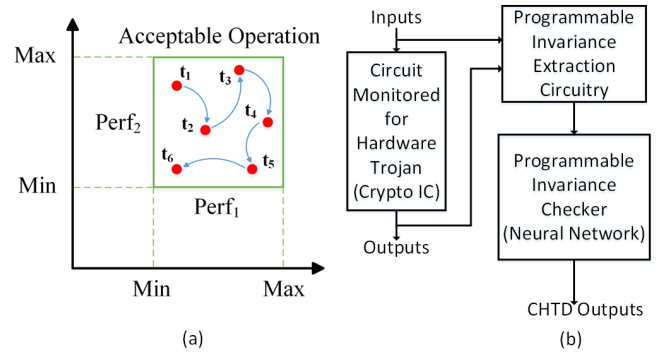 Acceptable Operation
Max
Perf2
Min
t1
t2
t3
t4
t5
t6
Perf1
Min
Max
(a)
Inputs
Circuit
Monitored
for
Hardware
Trojan
(Crypto IC)
Outputs
Programmable
Invariance
Extraction
Circuitry
Programmable
Invariance
Checker
(Neural Network)
CHTD Outputs
(b)